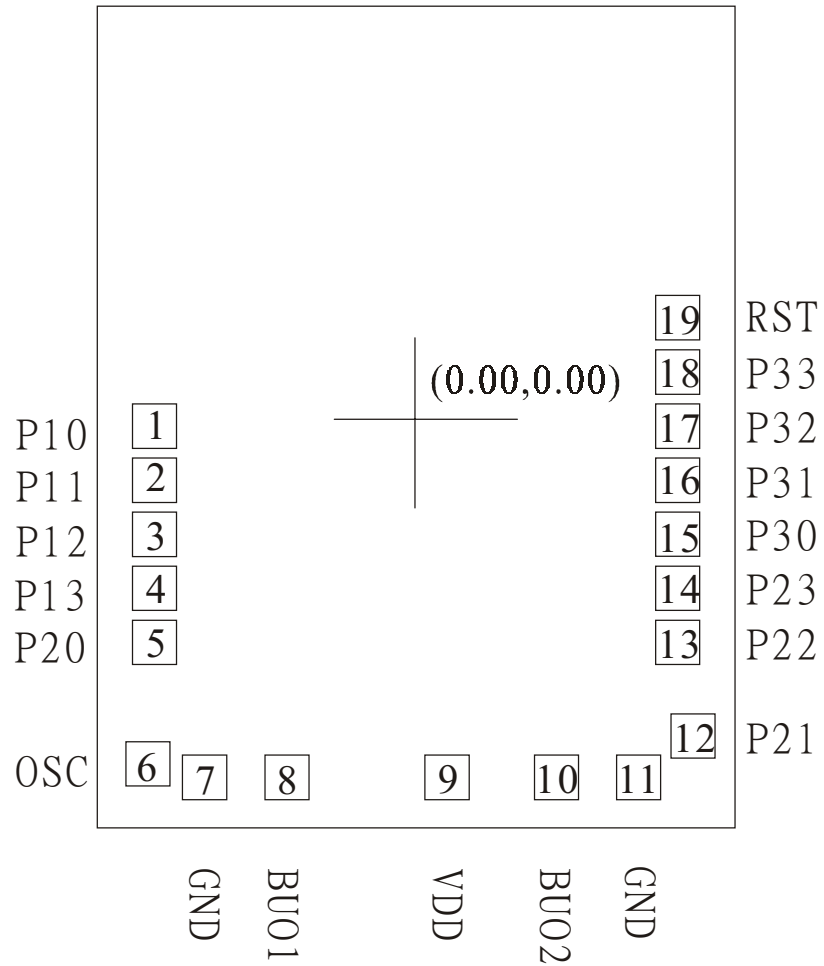 19 RST
(0.00,0.00) 18 P33
P10 1 17 P32
P11 2 16 P31
P12 3 15 P30
P13 4 14 P23
P20 5 13 P22
12 P21
OSC 6 7 8 9 10 11
GND BUO1 VDD BUO2 GND